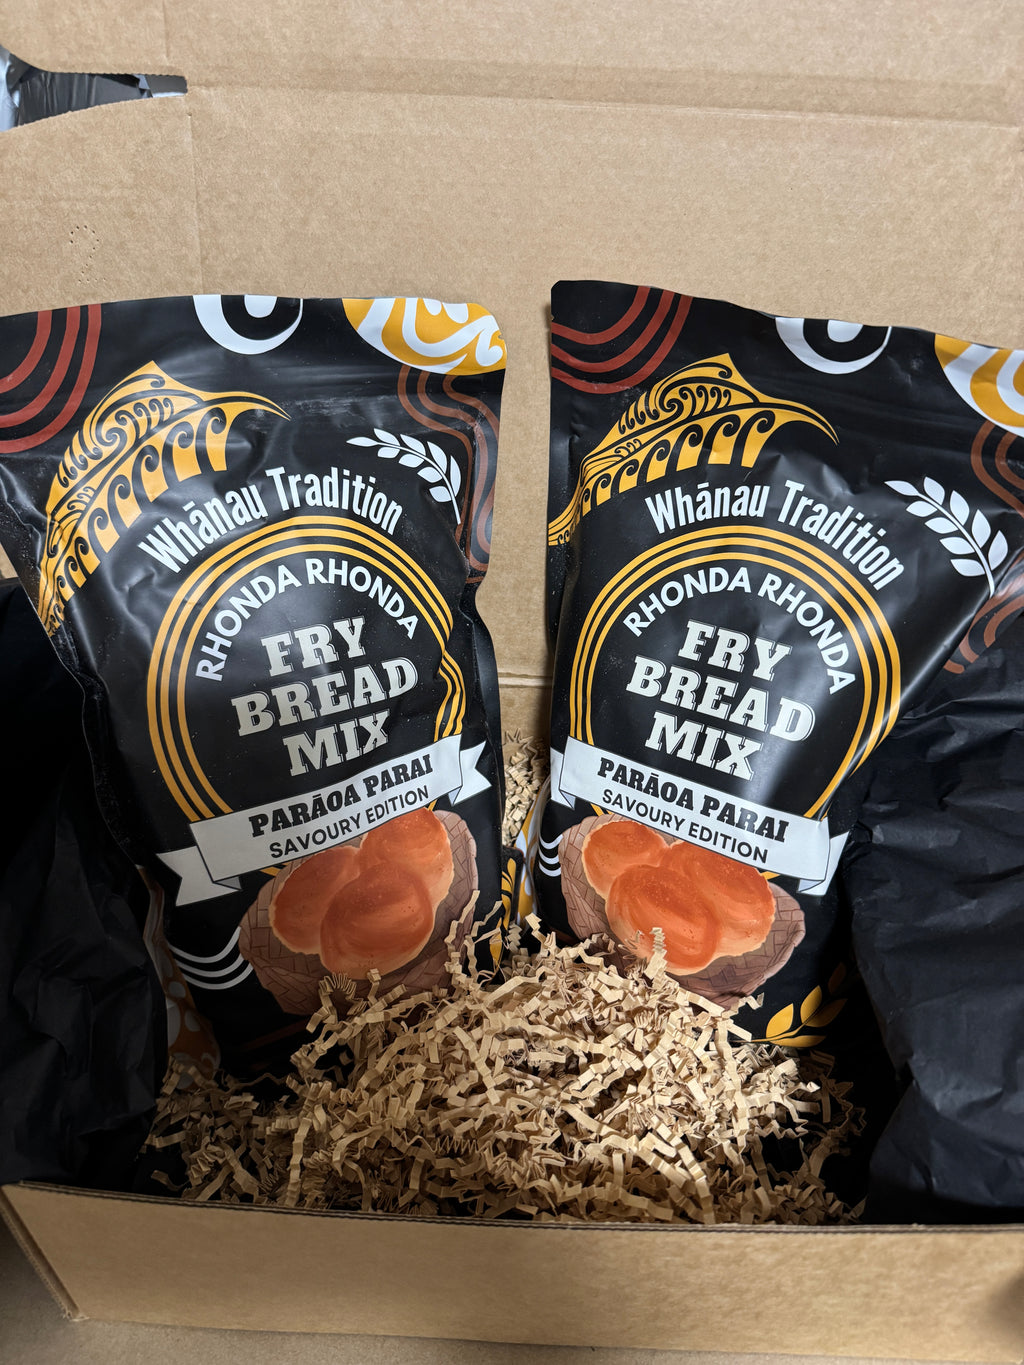 Whānau Tradition
RHONDA RHONDA
FRY
BREAD
MIX
PARĀOA PARAI
SAVOURY EDITION
Whānau Tradition
RHONDA RHONDA
FRY
BREAD
MIX
PARĀOA PARAI
SAVOURY EDITION